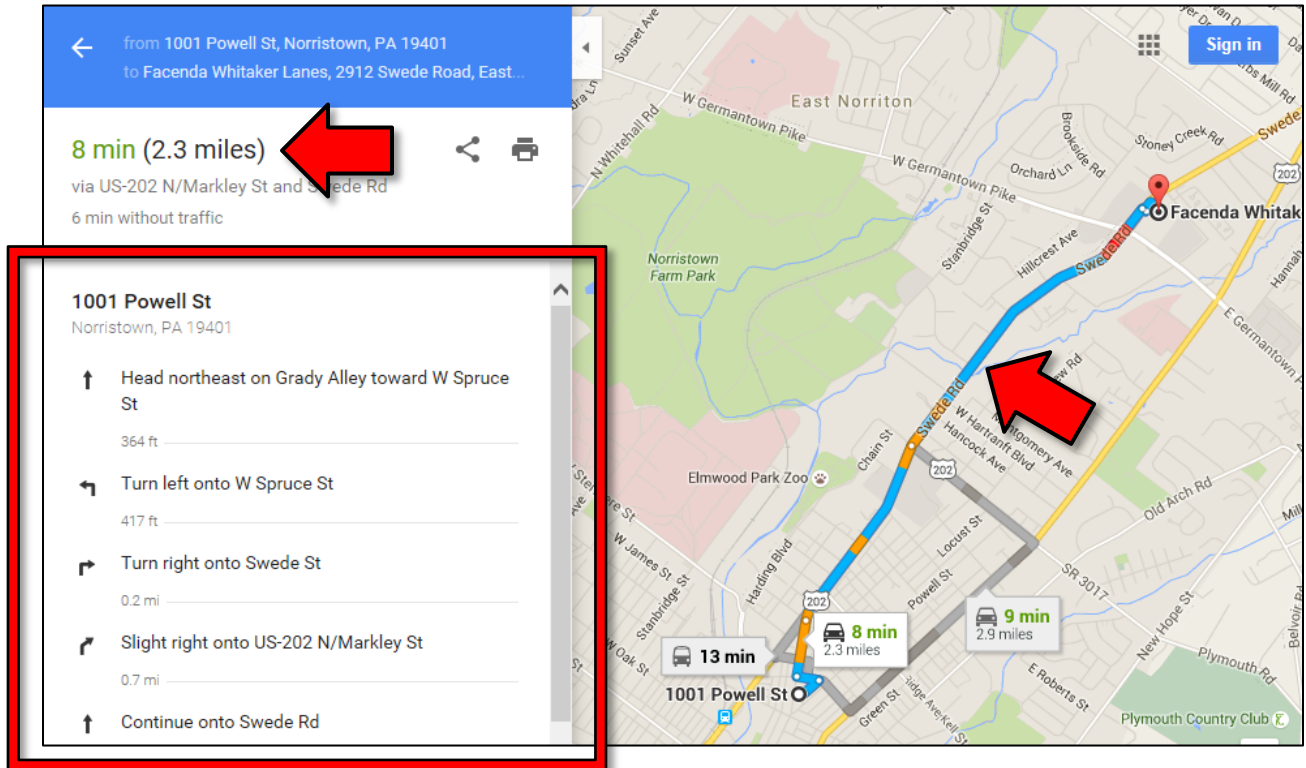 from 1001 Powell St, Norristown, PA 19401
to Facenda Whitaker Lanes, 2912 Swede Road, East...
8 min (2.3 miles)
via US-202 N/Markley St and Swede Rd
6 min without traffic
1001 Powell St
Norristown, PA 19401
Head northeast on Grady Alley toward W Spruce
St
364 ft
Turn left onto W Spruce St
417 ft
Turn right onto Swede St
0.2 mi
Slight right onto US-202 N/Markley St
0.7 mi
Continue onto Swede Rd
Sign in
Sunset Ave
N Whitehall Rd
W Germantown Pike
East Norriton
W Germantown Pike
Brookside Rd
Orchard Ln
Stoney Creek Rd
Swede
202
Facenda Whitak
Stanbridge St
Hillcrest Ave
Swede Rd
Hannah
Norristown
Farm Park
E Germantown
Swede Rd
W Hartranft Blvd
Hancock Ave
Montgomery Ave
Chain St
202
Elmwood Park Zoo
Old Arch Rd
W James St
Stanbridge St
Harding Blvd
Locust St
Powell St
SR 3017
New Hope St
Belvoir Rd
202
8 min
2.3 miles
9 min
2.9 miles
13 min
W Oak St
1001 Powell St
Green St
E Roberts St
Plymouth Rd
Plymouth Country Club